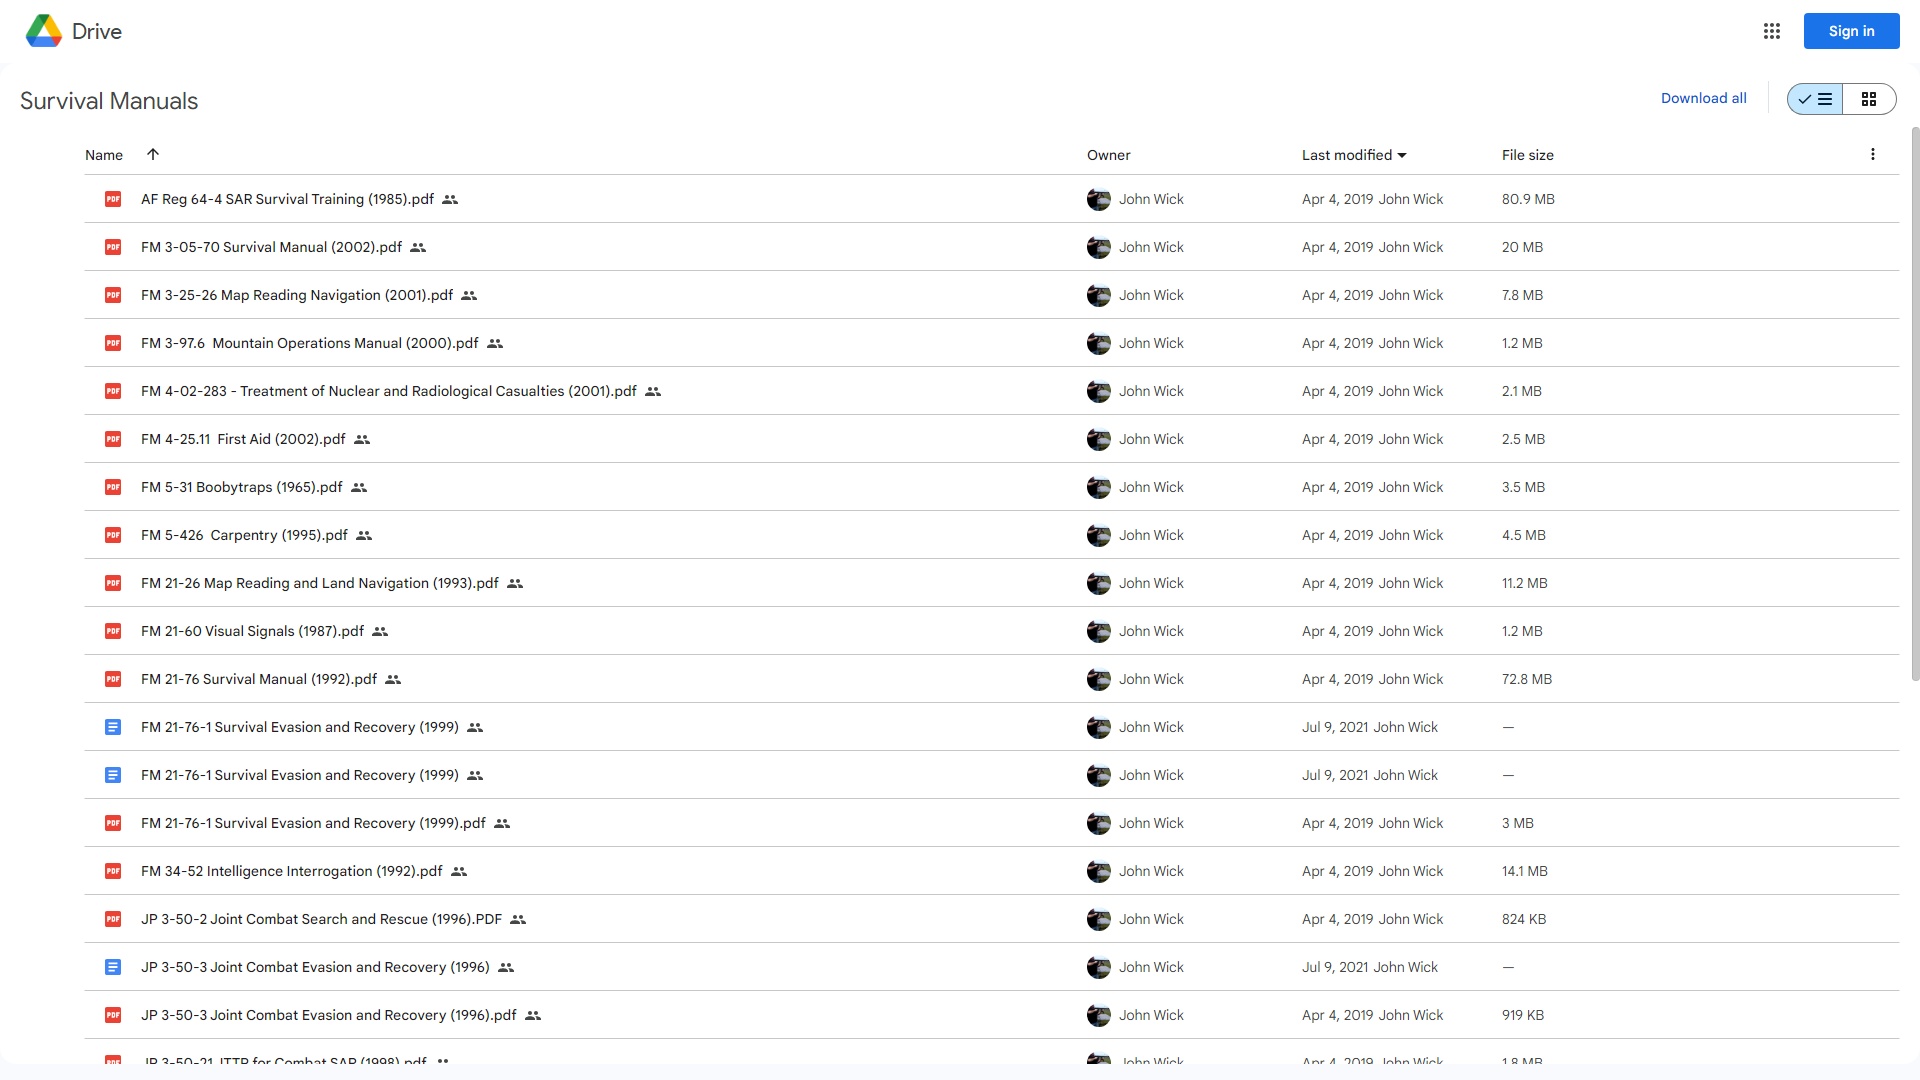 Drive
Sign in
Survival Manuals
Download all
Name Owner Last modified File size
PDF AF Reg 64-4 SAR Survival Training (1985).pdf John Wick Apr 4, 2019 John Wick 80.9 MB
PDF FM 3-05-70 Survival Manual (2002).pdf John Wick Apr 4, 2019 John Wick 20 MB
PDF FM 3-25-26 Map Reading Navigation (2001).pdf John Wick Apr 4, 2019 John Wick 7.8 MB
PDF FM 3-97.6 Mountain Operations Manual (2000).pdf John Wick Apr 4, 2019 John Wick 1.2 MB
PDF FM 4-02-283 - Treatment of Nuclear and Radiological Casualties (2001).pdf John Wick Apr 4, 2019 John Wick 2.1 MB
PDF FM 4-25.11 First Aid (2002).pdf John Wick Apr 4, 2019 John Wick 2.5 MB
PDF FM 5-31 Boobytraps (1965).pdf John Wick Apr 4, 2019 John Wick 3.5 MB
PDF FM 5-426 Carpentry (1995).pdf John Wick Apr 4, 2019 John Wick 4.5 MB
PDF FM 21-26 Map Reading and Land Navigation (1993).pdf John Wick Apr 4, 2019 John Wick 11.2 MB
PDF FM 21-60 Visual Signals (1987).pdf John Wick Apr 4, 2019 John Wick 1.2 MB
PDF FM 21-76 Survival Manual (1992).pdf John Wick Apr 4, 2019 John Wick 72.8 MB
FM 21-76-1 Survival Evasion and Recovery (1999) John Wick Jul 9, 2021 John Wick —
FM 21-76-1 Survival Evasion and Recovery (1999) John Wick Jul 9, 2021 John Wick —
PDF FM 21-76-1 Survival Evasion and Recovery (1999).pdf John Wick Apr 4, 2019 John Wick 3 MB
PDF FM 34-52 Intelligence Interrogation (1992).pdf John Wick Apr 4, 2019 John Wick 14.1 MB
PDF JP 3-50-2 Joint Combat Search and Rescue (1996).PDF John Wick Apr 4, 2019 John Wick 824 KB
JP 3-50-3 Joint Combat Evasion and Recovery (1996) John Wick Jul 9, 2021 John Wick —
PDF JP 3-50-3 Joint Combat Evasion and Recovery (1996).pdf John Wick Apr 4, 2019 John Wick 919 KB
PDF JP 3-50-21 JTTP for Combat SAR (1998).pdf John Wick Apr 4, 2019 John Wick 1.8 MB